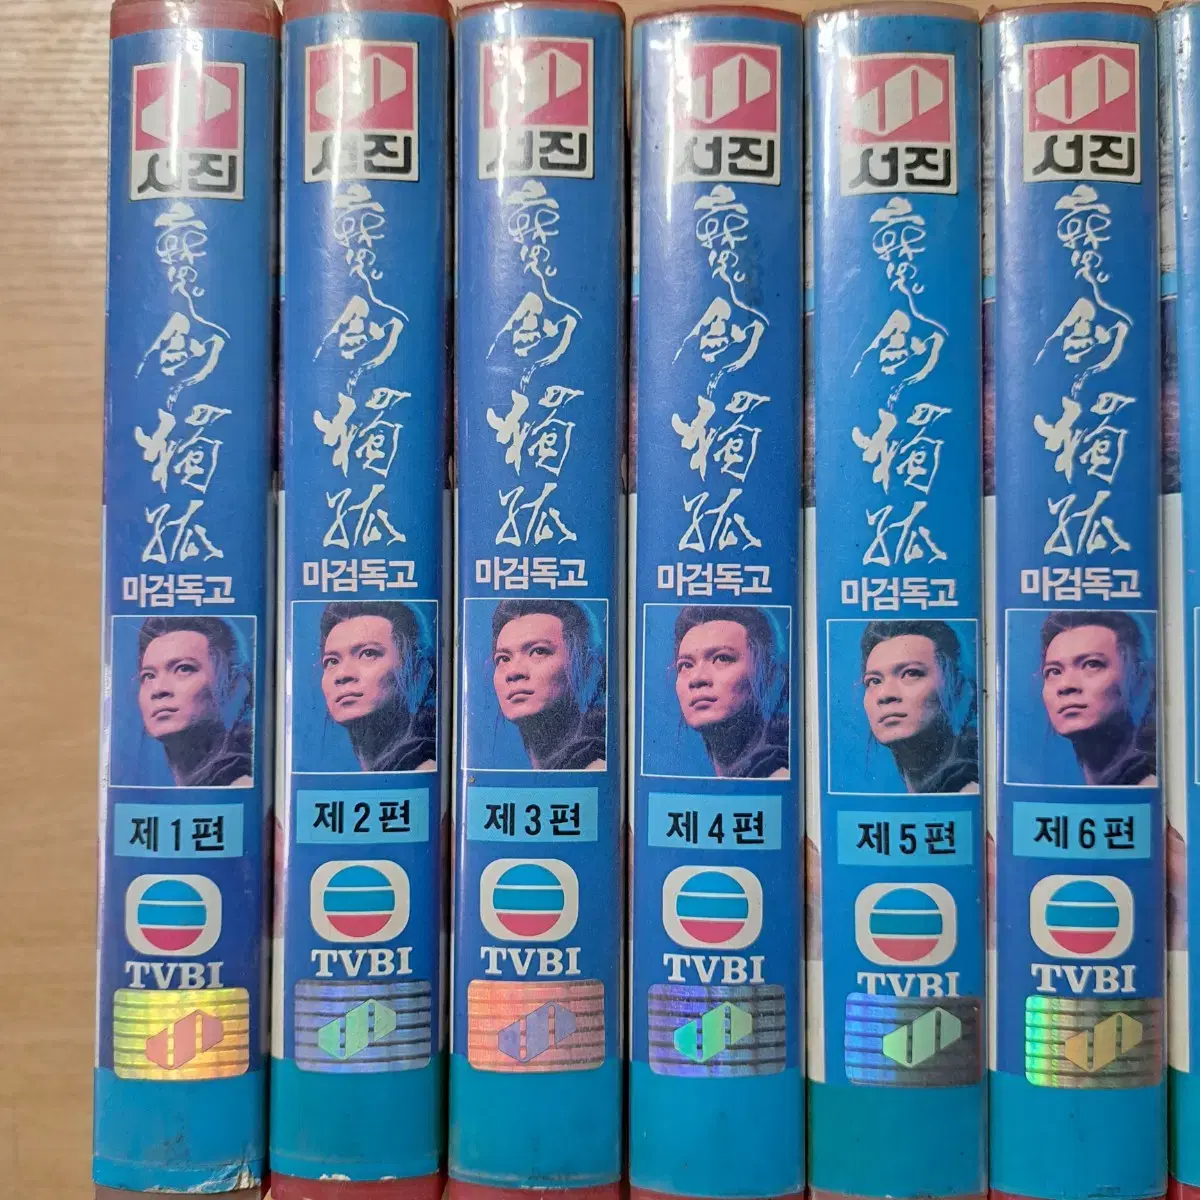 서진
魔劍獨孤
마검독고
제1편
TVBI
서진
魔劍獨孤
마검독고
제2편
TVBI
서진
魔劍獨孤
마검독고
제3편
TVBI
서진
魔劍獨孤
마검독고
제4편
TVBI
서진
魔劍獨孤
마검독고
제5편
TVBI
서진
魔劍獨孤
마검독고
제6편
TVBI